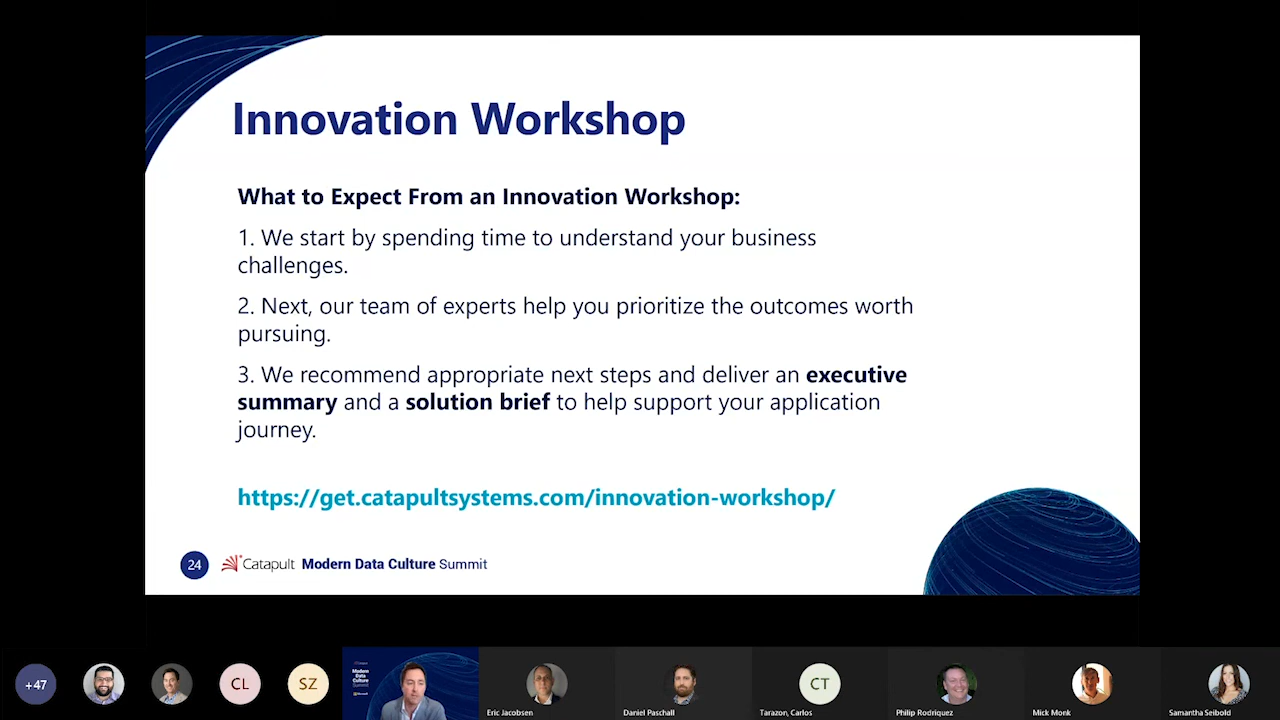 Innovation Workshop
What to Expect From an Innovation Workshop:
1. We start by spending time to understand your business
challenges.
2. Next, our team of experts help you prioritize the outcomes worth
pursuing.
3. We recommend appropriate next steps and deliver an executive
summary and a solution brief to help support your application
journey.
https://get.catapultsystems.com/innovation-workshop/
24 Catapult Modern Data Culture Summit
+47
CL
SZ
Modern
Data
Culture
Summit
Eric Jacobsen
Daniel Paschall
CT
Tarazon, Carlos
Philip Rodriquez
Mick Monk
Samantha Seibold